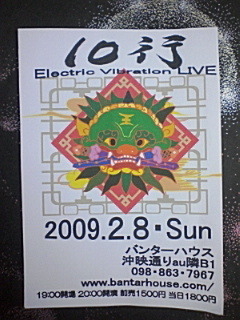 10行
Electric Vibration LIVE
2009.2.8・Sun
バンターハウス
沖映通りau隣B1
098・863・7967
www.bantarhouse.com/
19:00開場 20:00開演 前売1500円 当日1800円